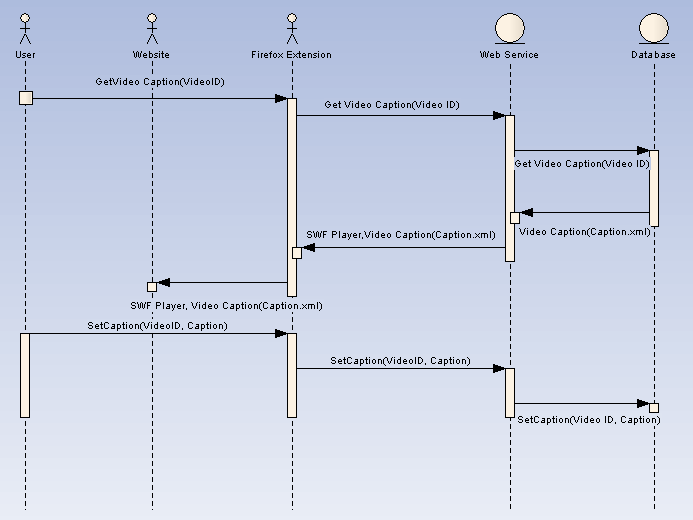 User
Website
Firefox Extension
Web Service
Database
GetVideo Caption(VideoID)
Get Video Caption(Video ID)
Get Video Caption(Video ID)
Video Caption(Caption.xml)
SWF Player,Video Caption(Caption.xml)
SWF Player, Video Caption(Caption.xml)
SetCaption(VideoID, Caption)
SetCaption(VideoID, Caption)
SetCaption(Video ID, Caption)